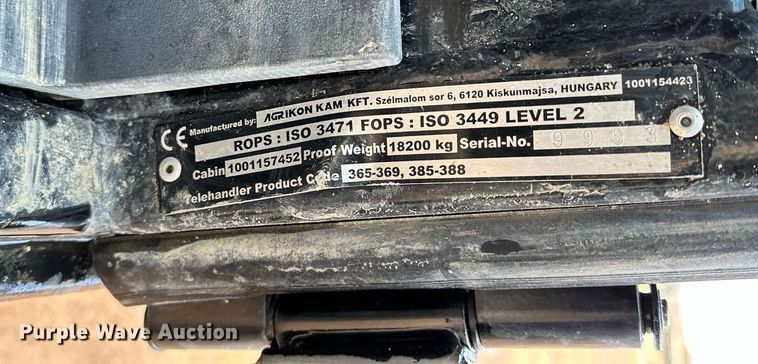 Manufactured by: AGRIKON KAM KFT. Szélmalom sor 6, 6120 Kiskunmajsa, HUNGARY 1001154423
CE ROPS : ISO 3471 FOPS : ISO 3449 LEVEL 2
Cabin 1001157452 Proof Weight 18200 kg Serial-No.
Telehandler Product Code 365-369, 385-388
Purple Wave Auction